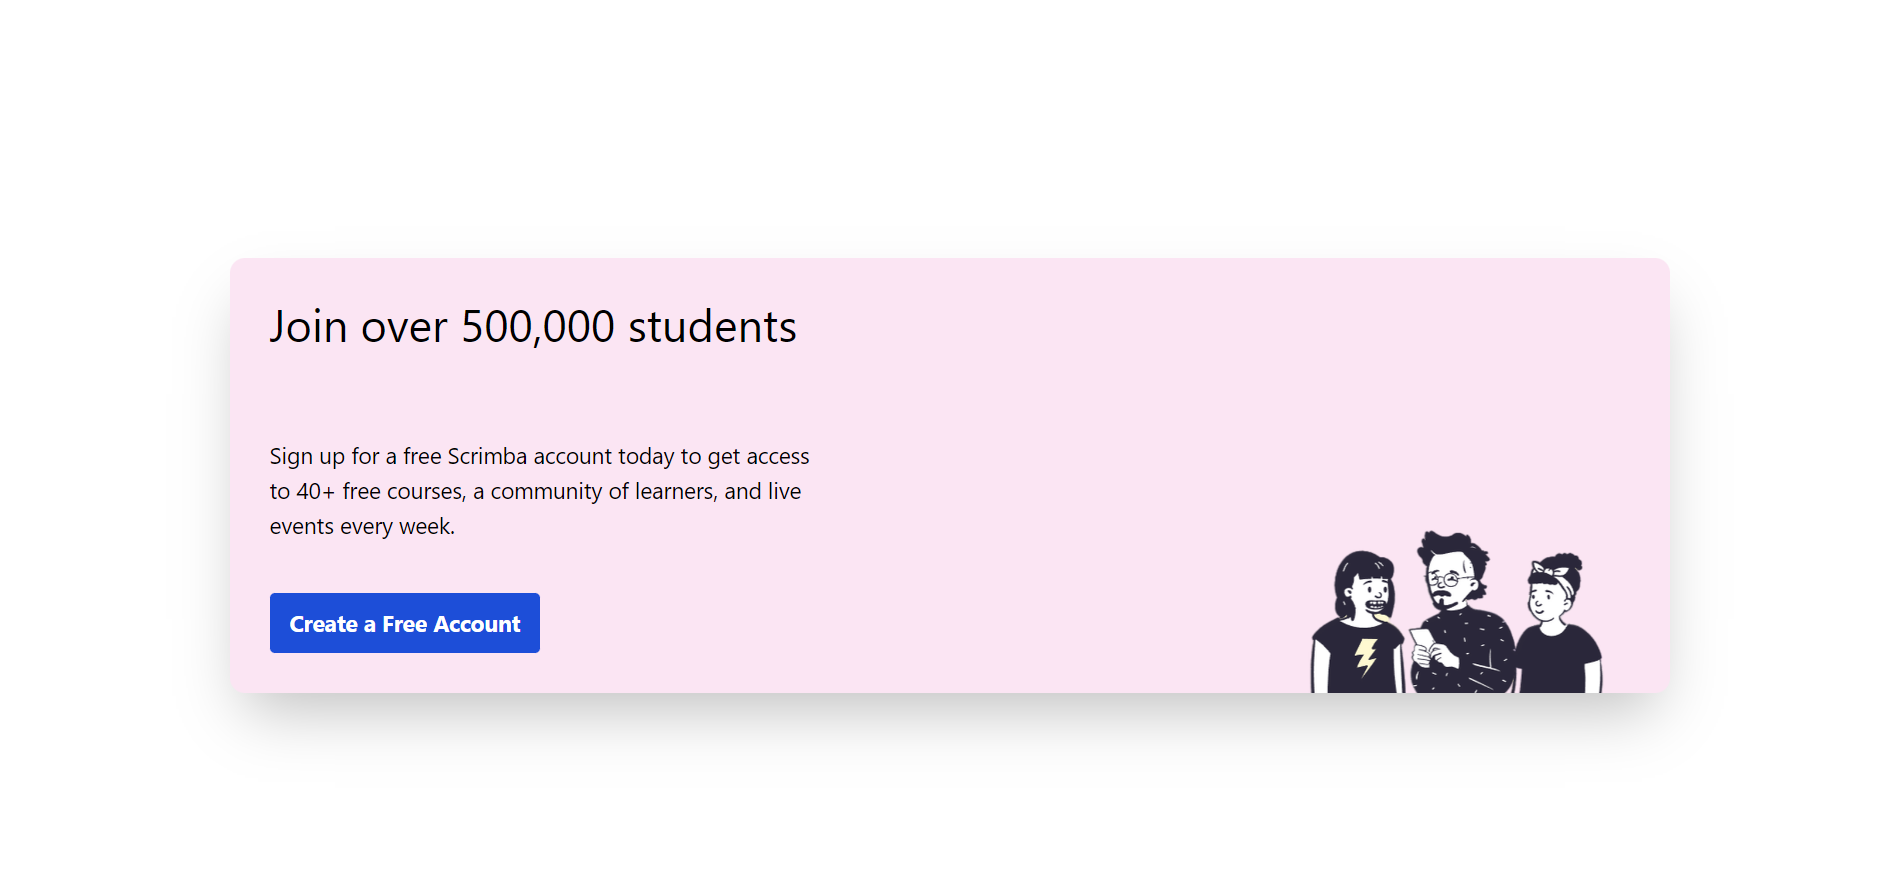 Join over 500,000 students
Sign up for a free Scrimba account today to get access
to 40+ free courses, a community of learners, and live
events every week.
Create a Free Account